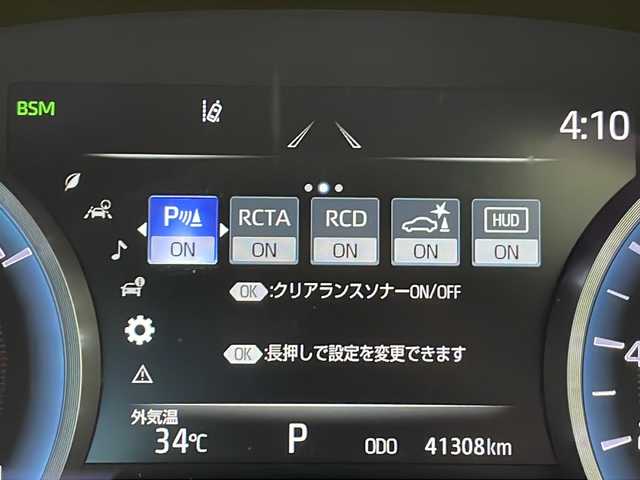 BSM
4:10
P RCTA RCD HUD
ON ON ON ON ON
OK:クリアランスソナーON/OFF
OK:長押しで設定を変更できます
外気温
34℃ P ODO 41308km